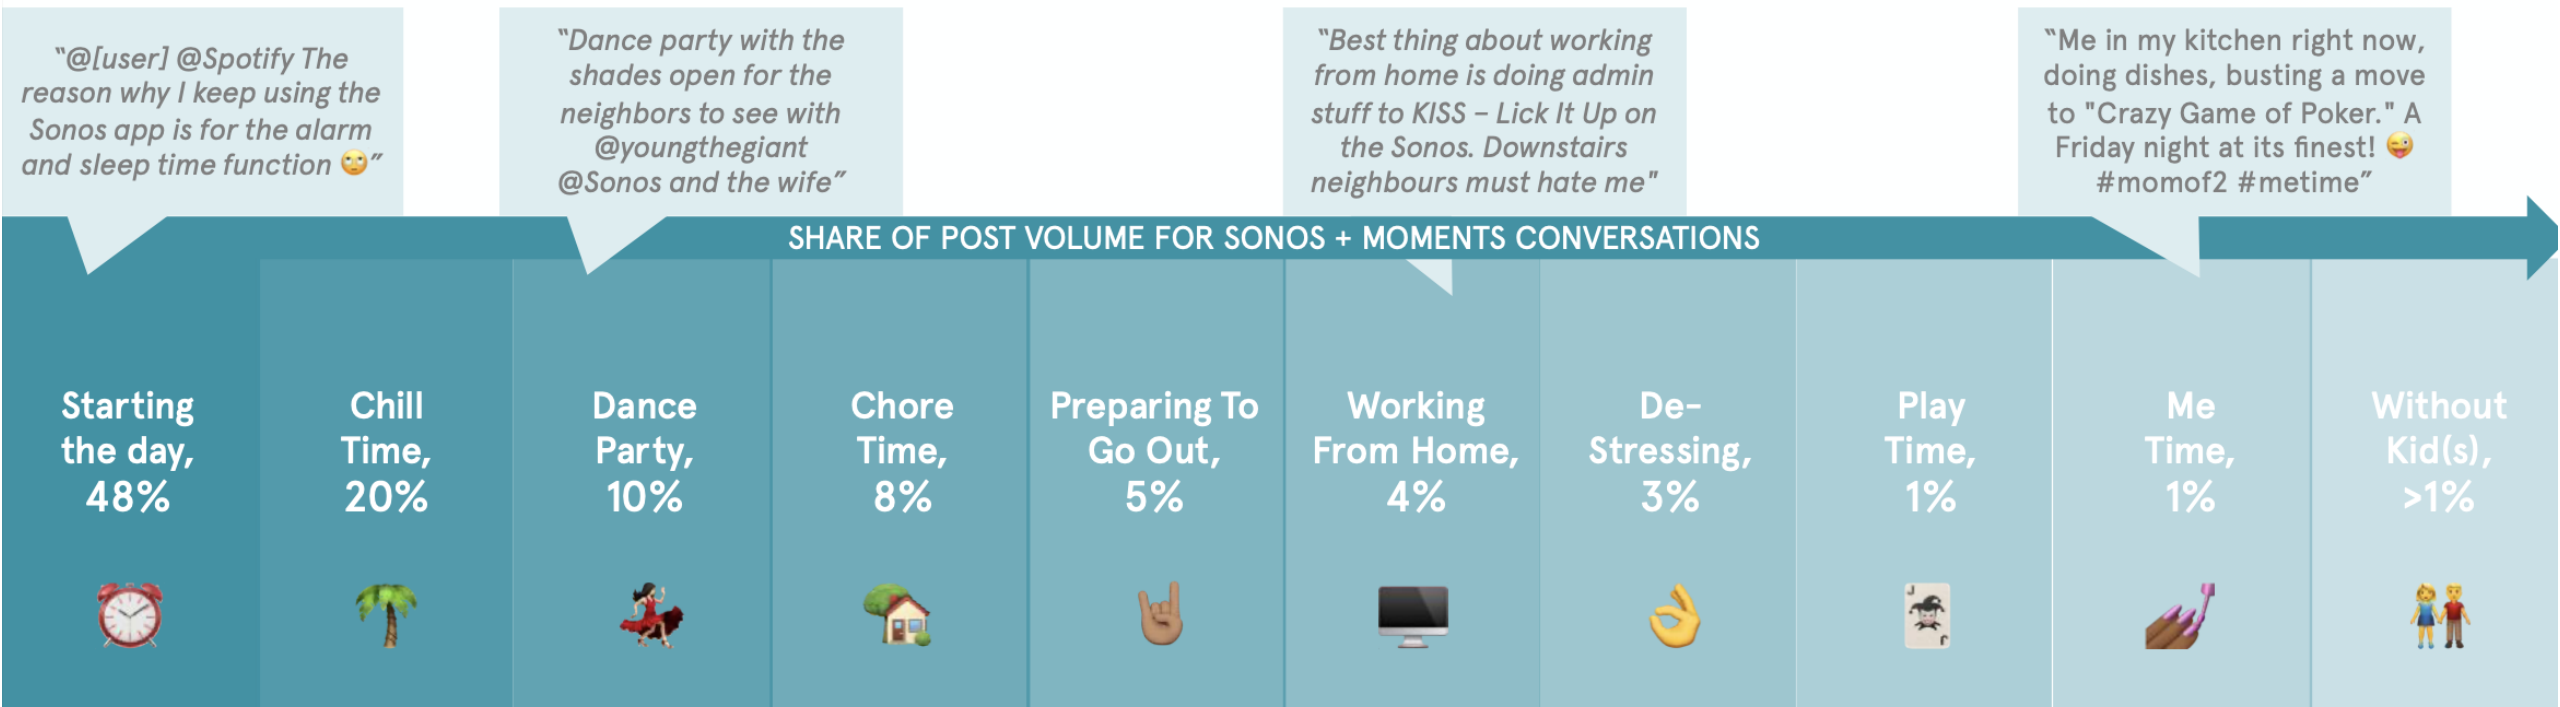 “@[user] @Spotify The
reason why I keep using the
Sonos app is for the alarm
and sleep time function 🙄”
“Dance party with the
shades open for the
neighbors to see with
@youngthegiant
@Sonos and the wife”
“Best thing about working
from home is doing admin
stuff to KISS – Lick It Up on
the Sonos. Downstairs
neighbours must hate me"
“Me in my kitchen right now,
doing dishes, busting a move
to "Crazy Game of Poker." A
Friday night at its finest! 😜
#momof2 #metime”
SHARE OF POST VOLUME FOR SONOS + MOMENTS CONVERSATIONS
Starting
the day,
48%
Chill
Time,
20%
Dance
Party,
10%
Chore
Time,
8%
Preparing To
Go Out,
5%
Working
From Home,
4%
De-
Stressing,
3%
Play
Time,
1%
Me
Time,
1%
Without
Kid(s),
>1%